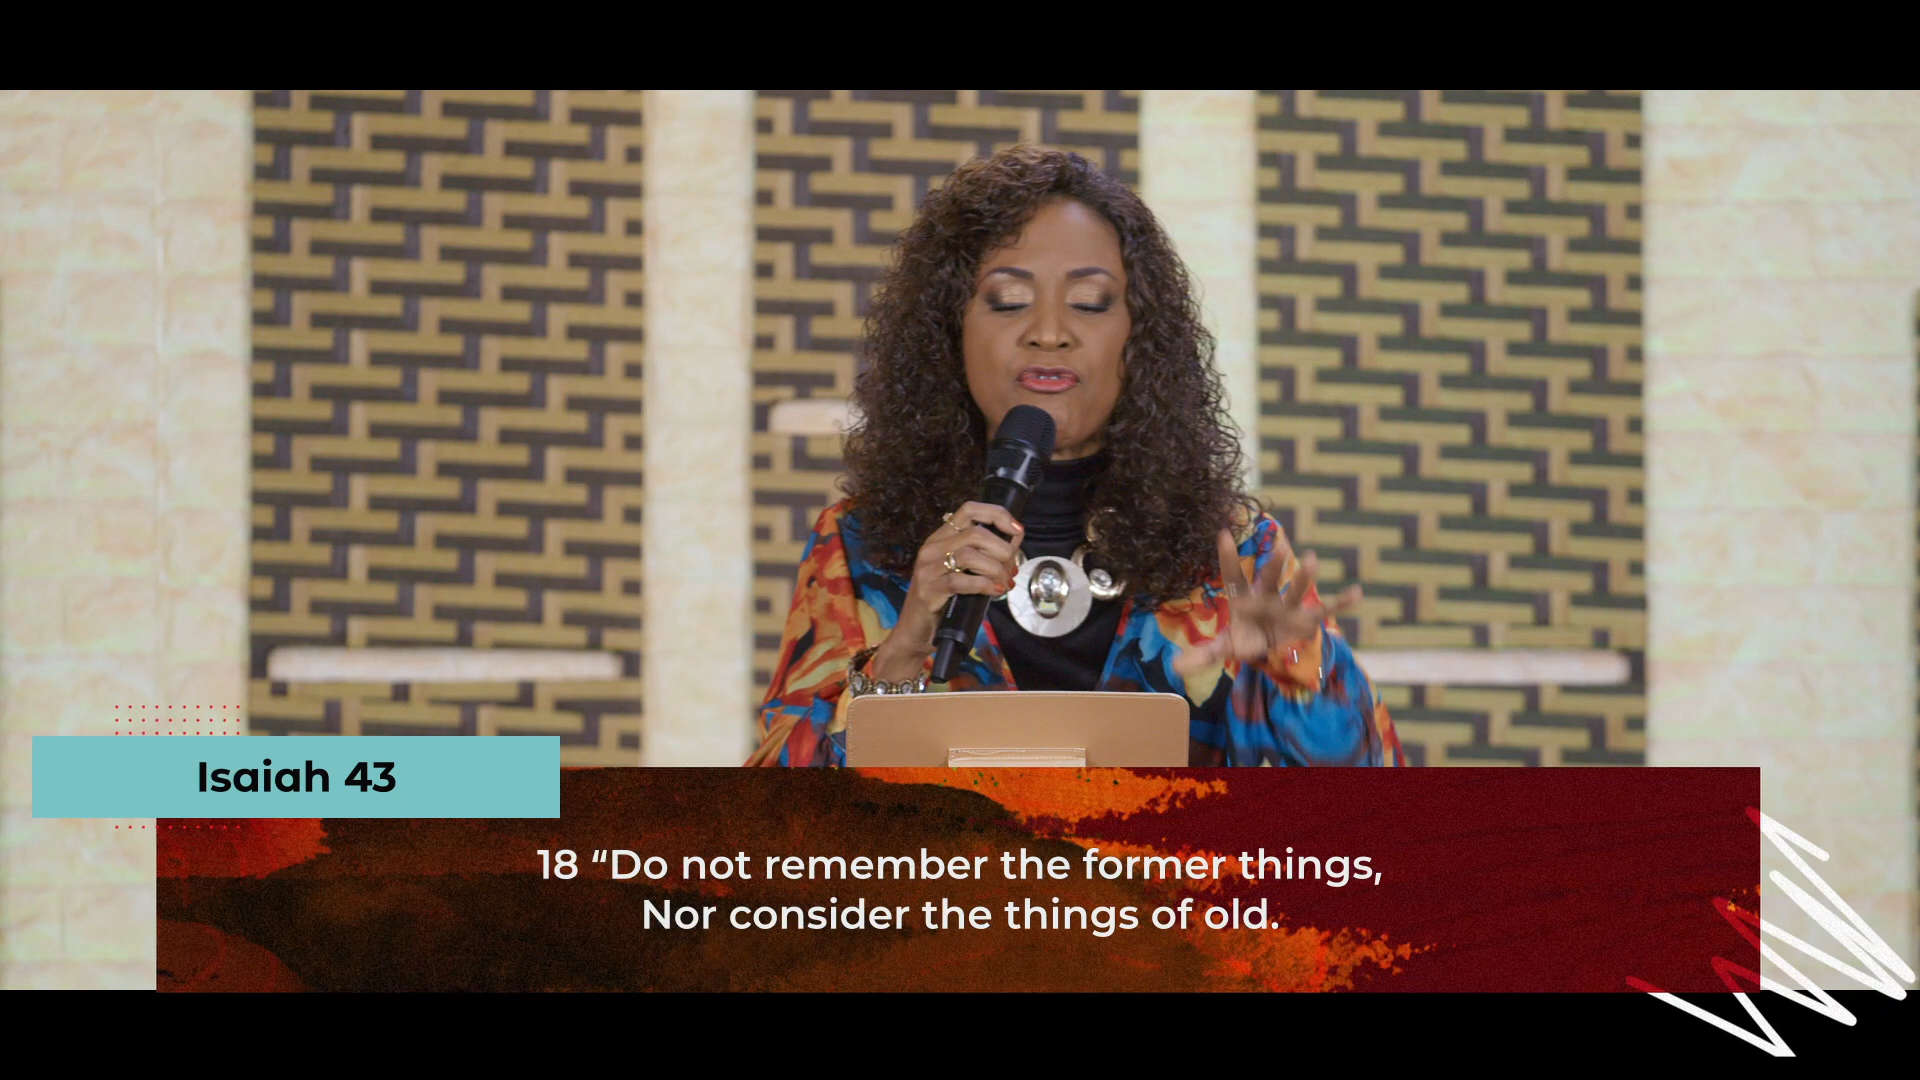 Isaiah 43
18 “Do not remember the former things,
Nor consider the things of old.